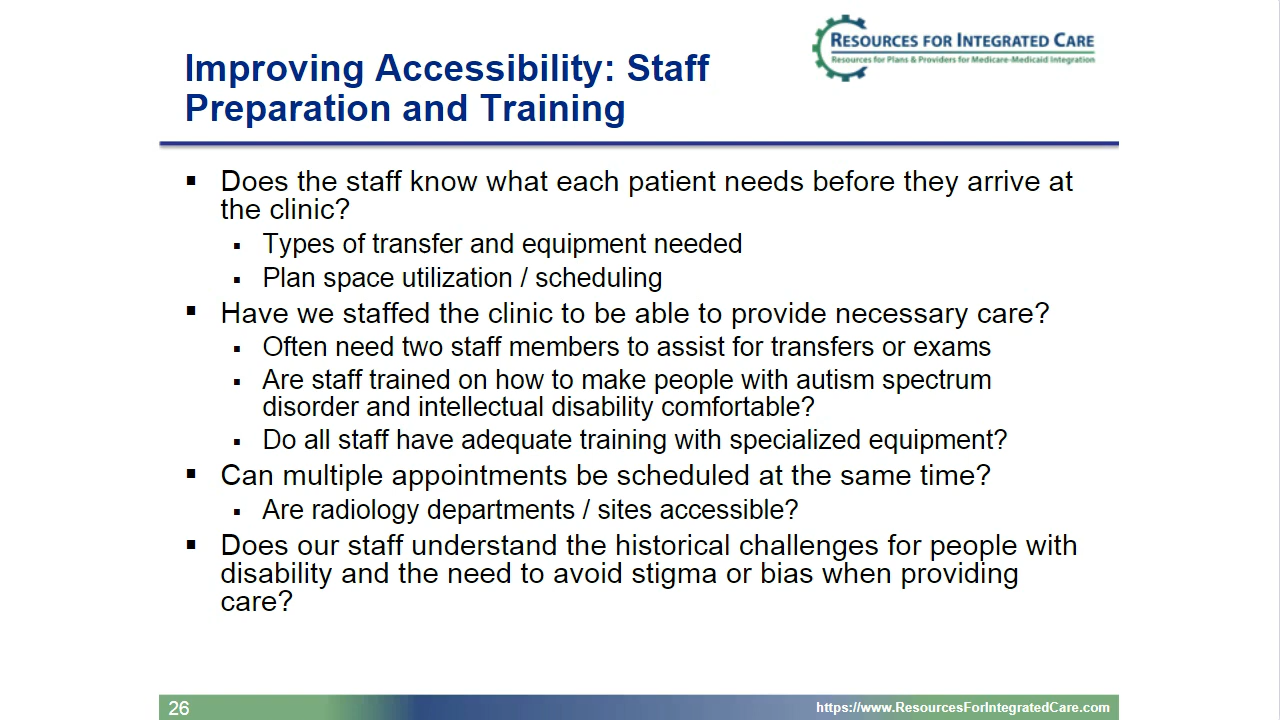 RESOURCES FOR INTEGRATED CARE
Resources for Plans & Providers for Medicare-Medicaid Integration
Improving Accessibility: Staff
Preparation and Training
▪ Does the staff know what each patient needs before they arrive at
the clinic?
▪ Types of transfer and equipment needed
▪ Plan space utilization / scheduling
▪ Have we staffed the clinic to be able to provide necessary care?
▪ Often need two staff members to assist for transfers or exams
▪ Are staff trained on how to make people with autism spectrum
disorder and intellectual disability comfortable?
▪ Do all staff have adequate training with specialized equipment?
▪ Can multiple appointments be scheduled at the same time?
▪ Are radiology departments / sites accessible?
▪ Does our staff understand the historical challenges for people with
disability and the need to avoid stigma or bias when providing
care?
26
https://www.ResourcesForIntegratedCare.com